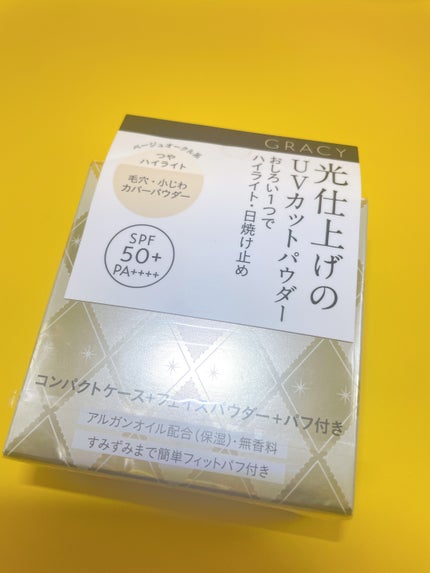 GRACY
光仕上げの
UVカットパウダー
おしろい1つで
ハイライト・日焼け止め
ベージュオークル系
つや
ハイライト
毛穴・小じわ
カバーパウダー
SPF
50+
PA++++
コンパクトケース+フェイスパウダー+パフ付き
アルガンオイル配合(保湿)・無香料
すみずみまで簡単フィットパフ付き